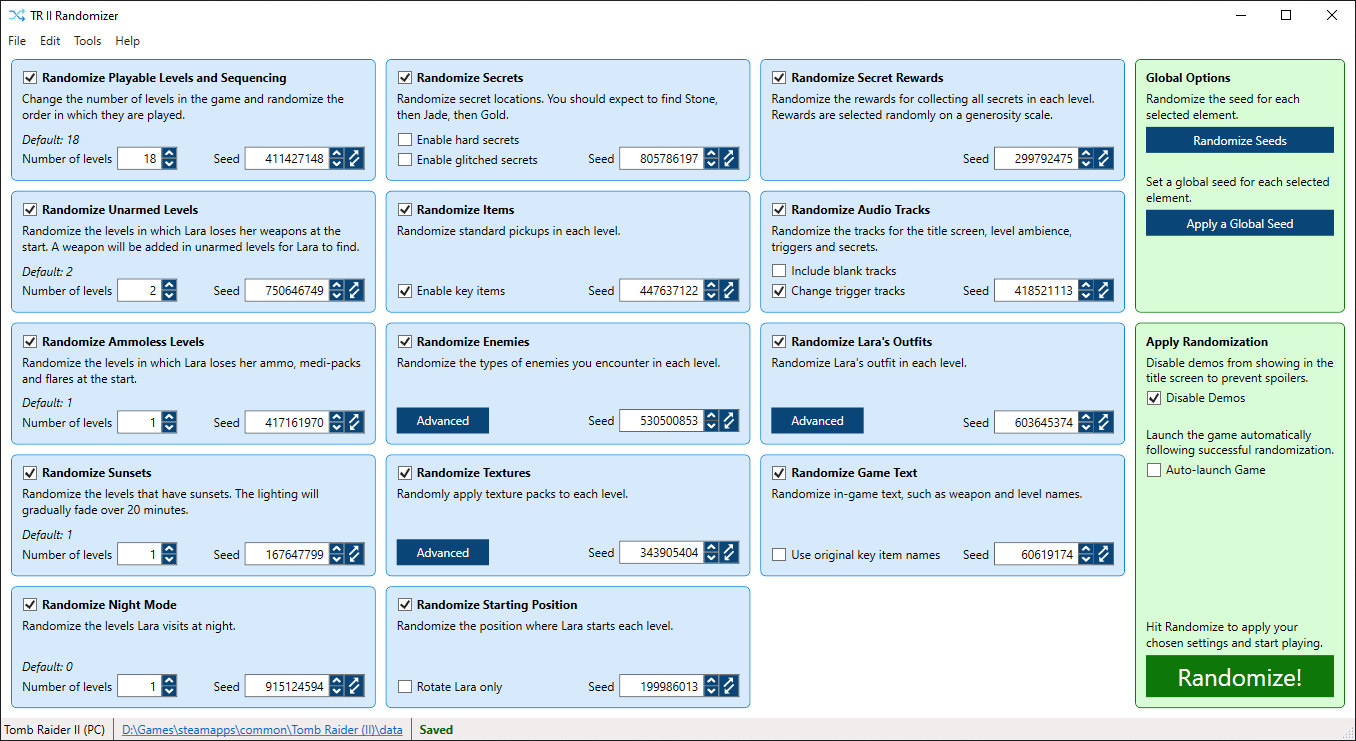 TR II Randomizer
File Edit Tools Help
Randomize Playable Levels and Sequencing
Change the number of levels in the game and randomize the
order in which they are played.
Default: 18
Number of levels 18 Seed 411427148
Randomize Secrets
Randomize secret locations. You should expect to find Stone,
then Jade, then Gold.
Enable hard secrets
Enable glitched secrets Seed 805786197
Randomize Secret Rewards
Randomize the rewards for collecting all secrets in each level.
Rewards are selected randomly on a generosity scale.
Seed 299792475
Global Options
Randomize the seed for each
selected element.
Randomize Seeds
Set a global seed for each selected
element.
Apply a Global Seed
Randomize Unarmed Levels
Randomize the levels in which Lara loses her weapons at the
start. A weapon will be added in unarmed levels for Lara to find.
Default: 2
Number of levels 2 Seed 750646749
Randomize Items
Randomize standard pickups in each level.
Enable key items Seed 447637122
Randomize Audio Tracks
Randomize the tracks for the title screen, level ambience,
triggers and secrets.
Include blank tracks
Change trigger tracks Seed 418521113
Randomize Ammoless Levels
Randomize the levels in which Lara loses her ammo, medi-packs
and flares at the start.
Default: 1
Number of levels 1 Seed 417161970
Randomize Enemies
Randomize the types of enemies you encounter in each level.
Advanced Seed 530500853
Randomize Lara's Outfits
Randomize Lara's outfit in each level.
Advanced Seed 603645374
Apply Randomization
Disable demos from showing in the
title screen to prevent spoilers.
Disable Demos
Launch the game automatically
following successful randomization.
Auto-launch Game
Randomize Sunsets
Randomize the levels that have sunsets. The lighting will
gradually fade over 20 minutes.
Default: 1
Number of levels 1 Seed 167647799
Randomize Textures
Randomly apply texture packs to each level.
Advanced Seed 343905404
Randomize Game Text
Randomize in-game text, such as weapon and level names.
Use original key item names Seed 60619174
Randomize Night Mode
Randomize the levels Lara visits at night.
Default: 0
Number of levels 1 Seed 915124594
Randomize Starting Position
Randomize the position where Lara starts each level.
Rotate Lara only Seed 199986013
Hit Randomize to apply your
chosen settings and start playing.
Randomize!
Tomb Raider II (PC) D:\Games\steamapps\common\Tomb Raider (II)\data Saved